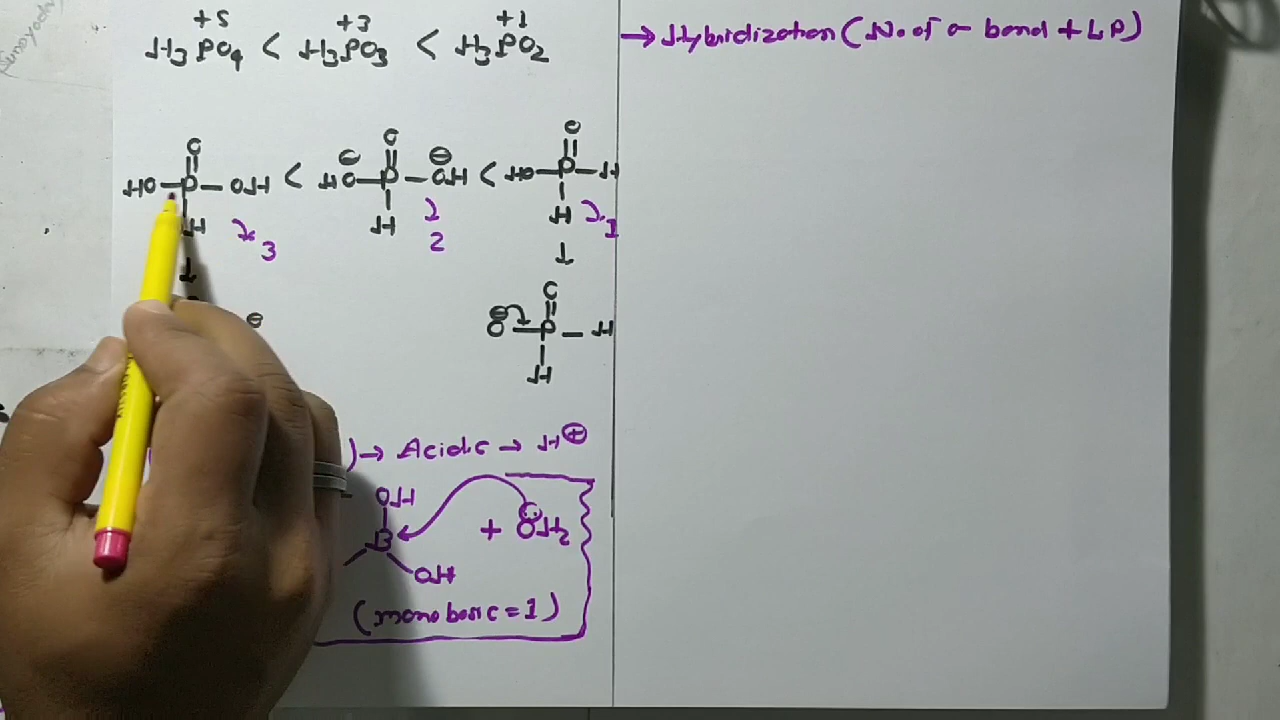 +5 +3 +1
H3PO4 < H3PO3 < H3PO2
→ Hybridization (No. of σ bond + LP)
O O O
HO-P-OH < HO-P-OH < HO-P-H
H H H
3 2 1
↓ ↓
O
O-P-H
H
) → Acidic → H⊕
OH
B + OH2
OH
(monobasic = 1)